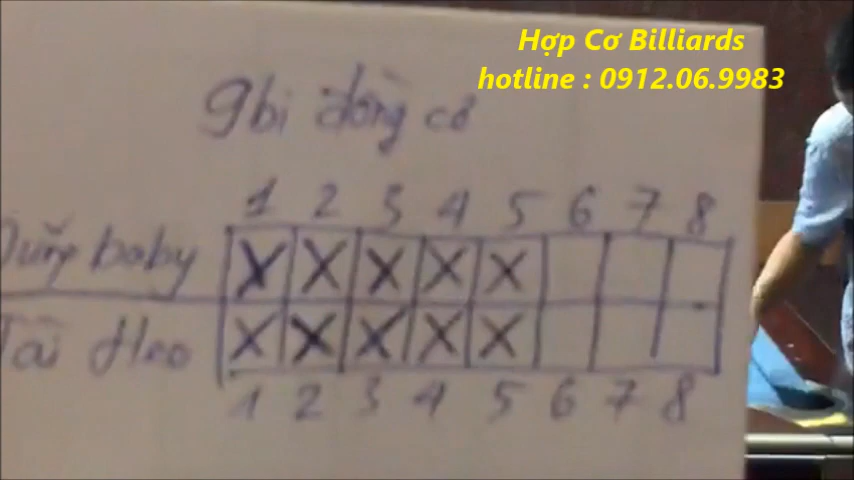 Hợp Cơ Billiards
hotline : 0912.06.9983
9bi đồng cơ
1 2 3 4 5 6 7 8
baby X X X X X
Tài Heo X X X X X
1 2 3 4 5 6 7 8